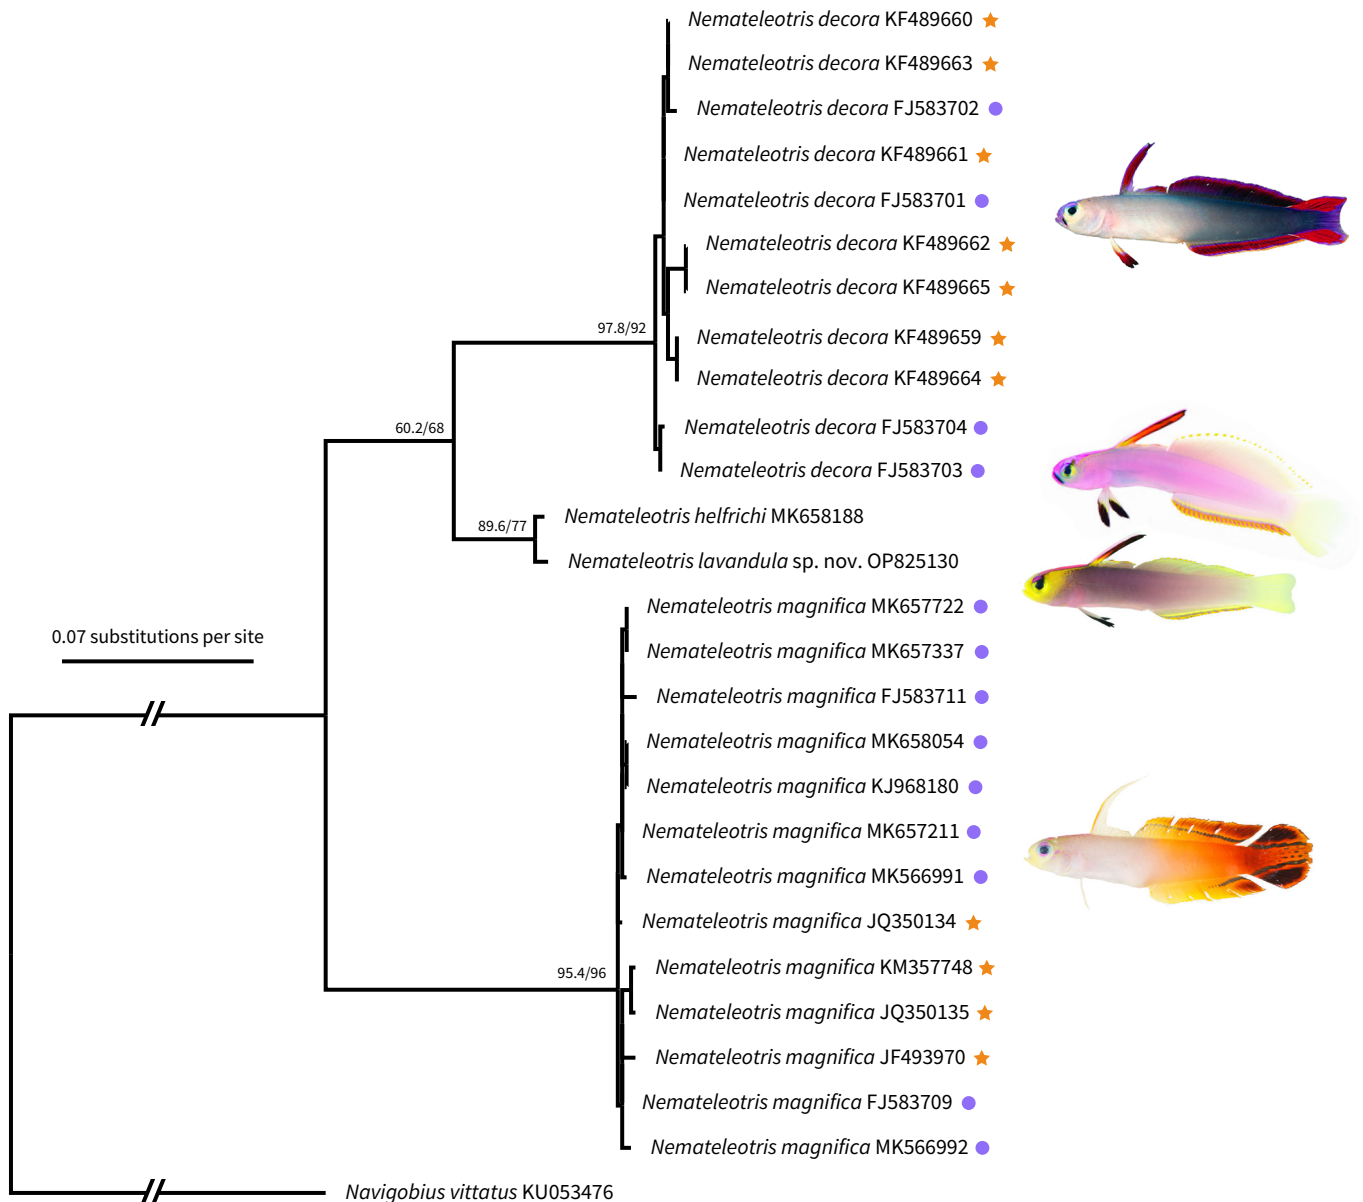 Nemateleotris decora KF489660
Nemateleotris decora KF489663
Nemateleotris decora FJ583702
Nemateleotris decora KF489661
Nemateleotris decora FJ583701
Nemateleotris decora KF489662
Nemateleotris decora KF489665
97.8/92
Nemateleotris decora KF489659
Nemateleotris decora KF489664
60.2/68
Nemateleotris decora FJ583704
Nemateleotris decora FJ583703
89.6/77
Nemateleotris helfrichi MK658188
Nemateleotris lavandula sp. nov. OP825130
Nemateleotris magnifica MK657722
0.07 substitutions per site
Nemateleotris magnifica MK657337
Nemateleotris magnifica FJ583711
Nemateleotris magnifica MK658054
Nemateleotris magnifica KJ968180
Nemateleotris magnifica MK657211
Nemateleotris magnifica MK566991
Nemateleotris magnifica JQ350134
95.4/96
Nemateleotris magnifica KM357748
Nemateleotris magnifica JQ350135
Nemateleotris magnifica JF493970
Nemateleotris magnifica FJ583709
Nemateleotris magnifica MK566992
Navigobius vittatus KU053476